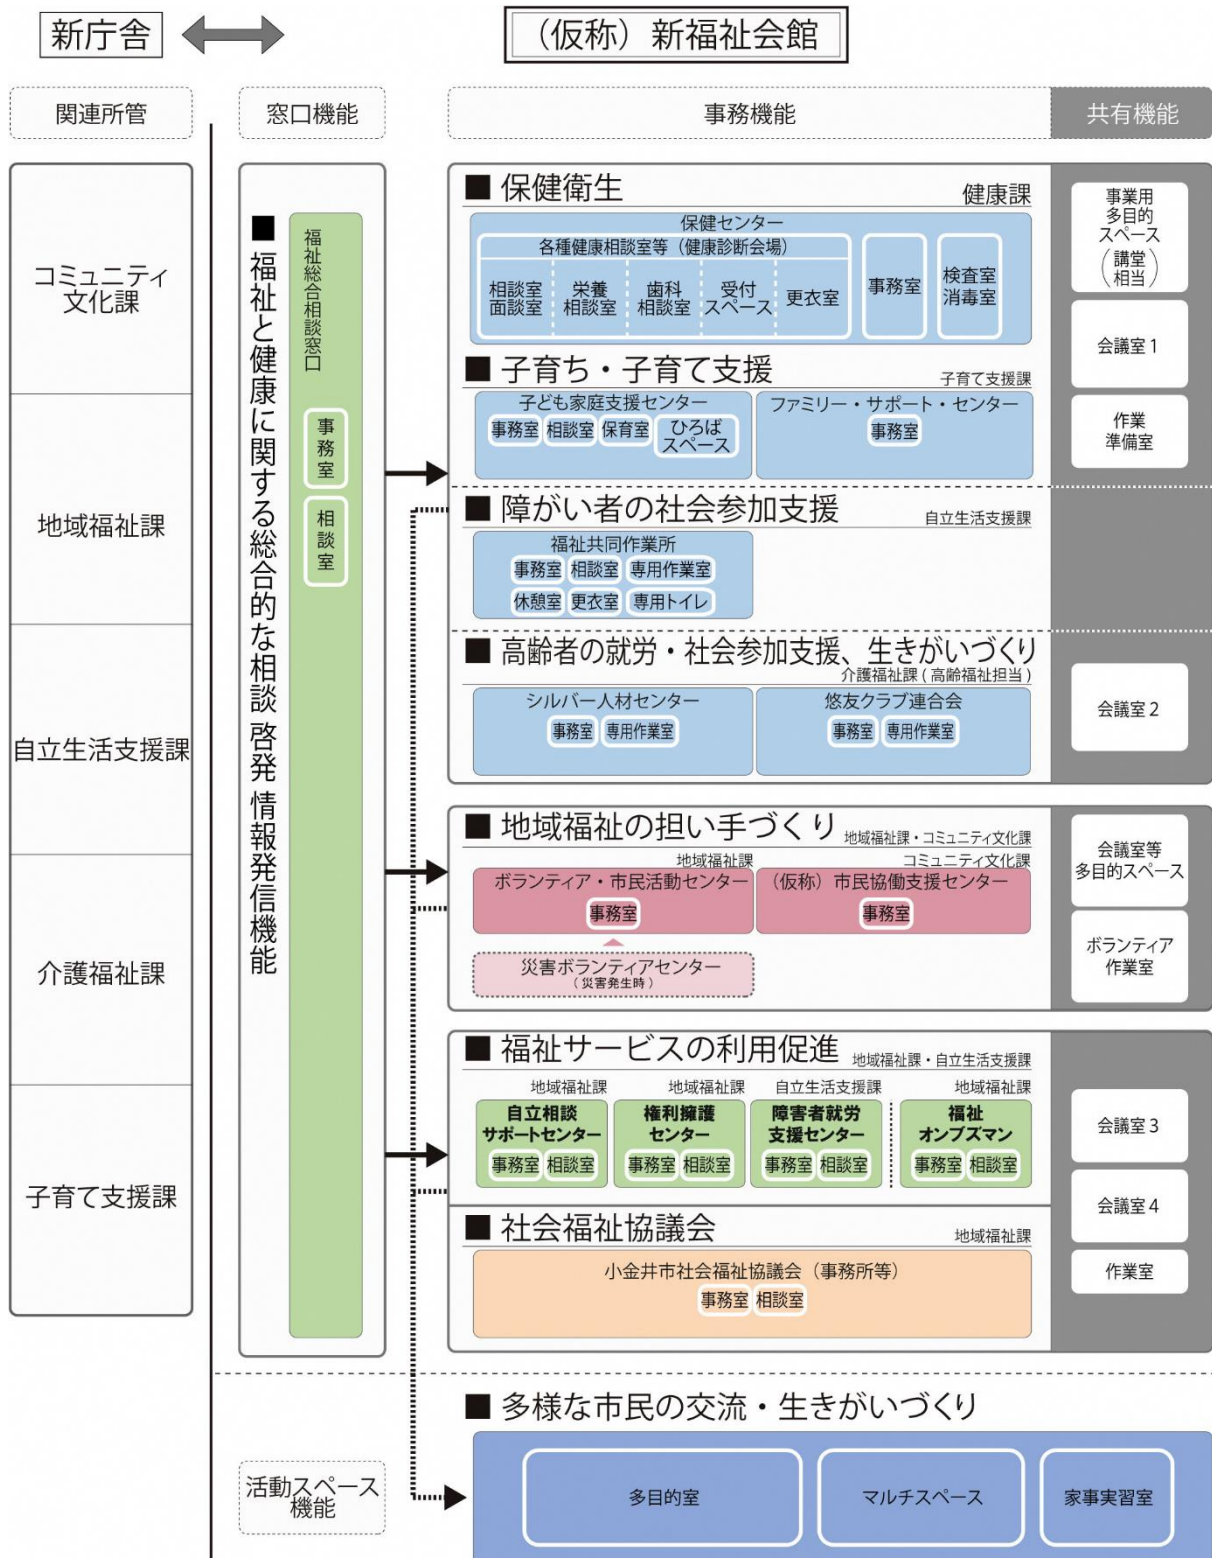 新庁舎
（仮称）新福祉会館
関連所管
窓口機能
事務機能
共有機能
コミュニティ
文化課
地域福祉課
自立生活支援課
介護福祉課
子育て支援課
■ 福祉と健康に関する総合的な相談 啓発 情報発信機能
福祉総合相談窓口
事務室
相談室
■ 保健衛生
健康課
保健センター
各種健康相談室等（健康診断会場）
相談室
面談室
栄養
相談室
歯科
相談室
受付
スペース
更衣室
事務室
検査室
消毒室
■ 子育ち・子育て支援
子育て支援課
子ども家庭支援センター
事務室 相談室 保育室 ひろば
スペース
ファミリー・サポート・センター
事務室
■ 障がい者の社会参加支援
自立生活支援課
福祉共同作業所
事務室 相談室 専用作業室
休憩室 更衣室 専用トイレ
■ 高齢者の就労・社会参加支援、生きがいづくり
介護福祉課（高齢福祉担当）
シルバー人材センター
事務室 専用作業室
悠友クラブ連合会
事務室 専用作業室
事業用
多目的
スペース
（講堂
相当）
会議室1
作業
準備室
会議室2
■ 地域福祉の担い手づくり
地域福祉課・コミュニティ文化課
地域福祉課
ボランティア・市民活動センター
事務室
コミュニティ文化課
（仮称）市民協働支援センター
事務室
災害ボランティアセンター
（災害発生時）
会議室等
多目的スペース
ボランティア
作業室
■ 福祉サービスの利用促進
地域福祉課・自立生活支援課
地域福祉課
自立相談
サポートセンター
事務室 相談室
地域福祉課
権利擁護
センター
事務室 相談室
自立生活支援課
障害者就労
支援センター
事務室 相談室
地域福祉課
福祉
オンブズマン
事務室 相談室
■ 社会福祉協議会
地域福祉課
小金井市社会福祉協議会（事務所等）
事務室 相談室
会議室3
会議室4
作業室
■ 多様な市民の交流・生きがいづくり
活動スペース
機能
多目的室
マルチスペース
家事実習室